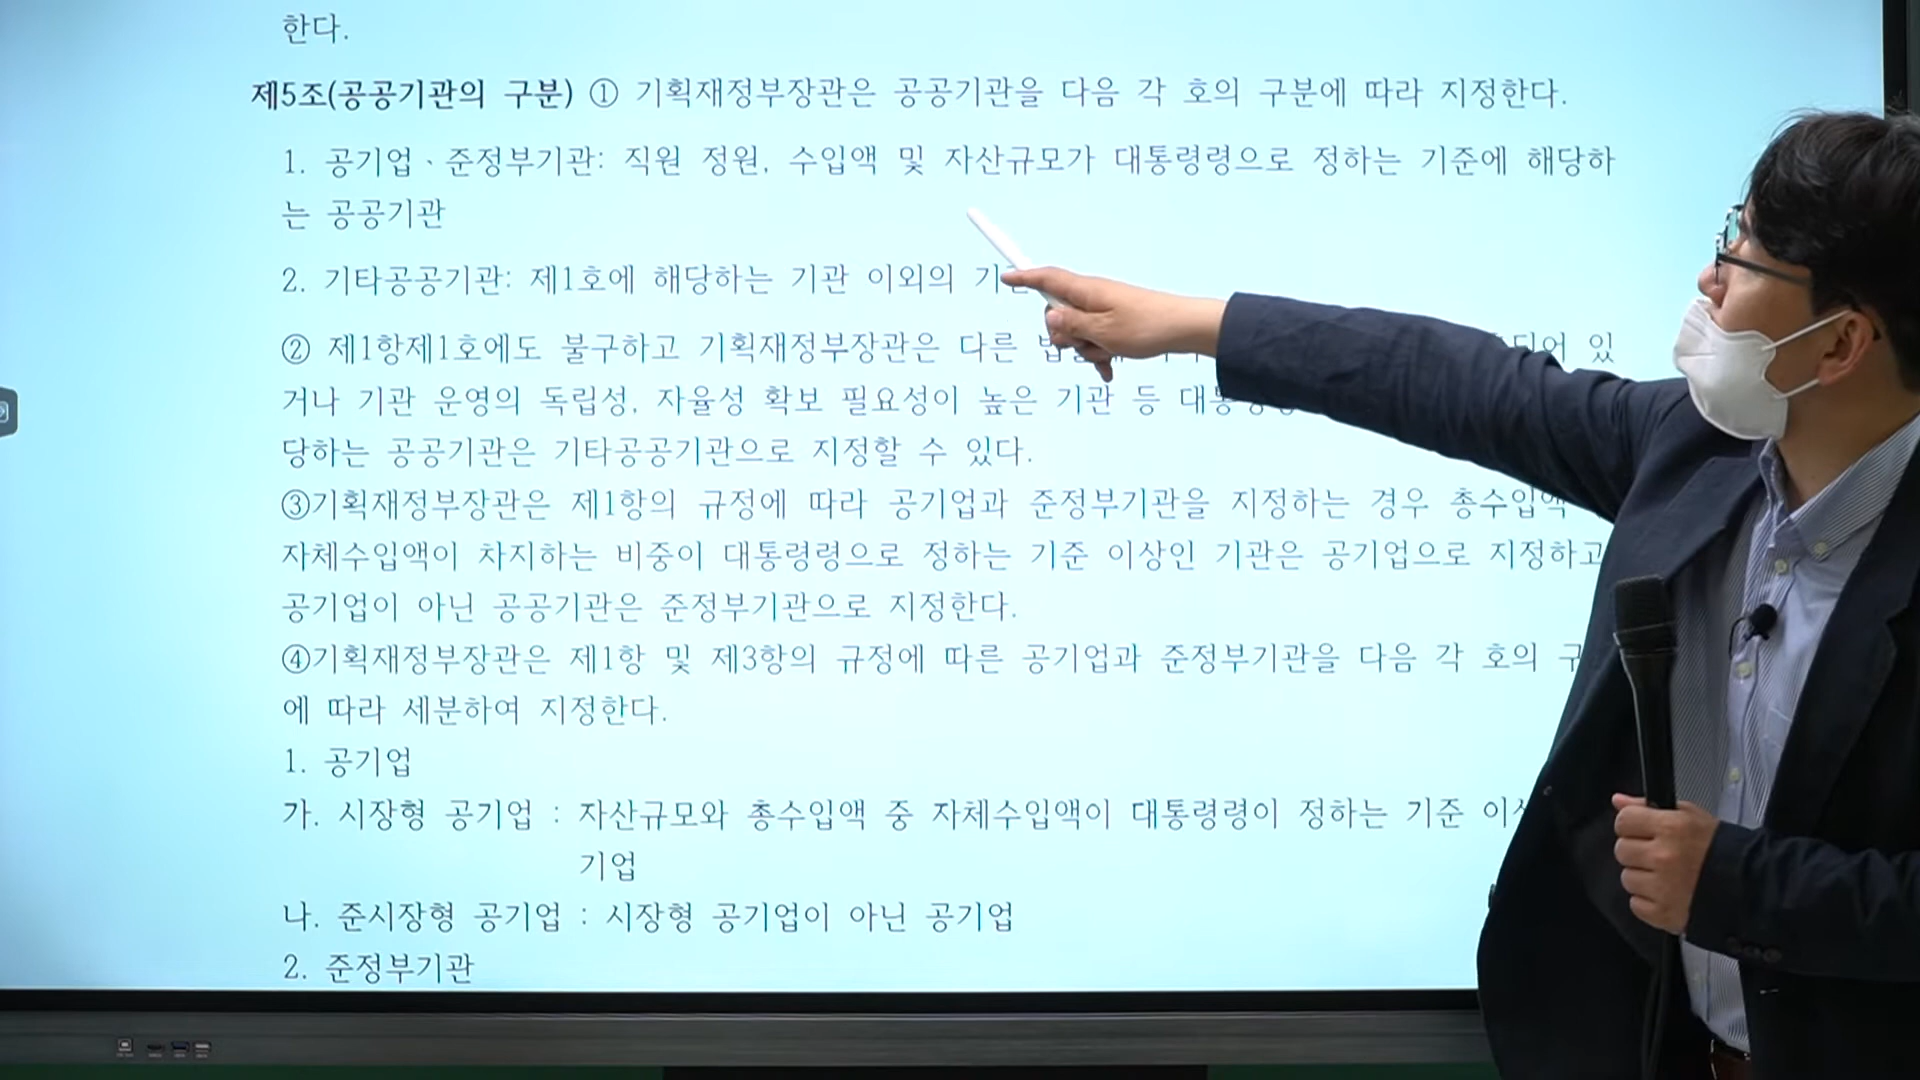 한다.
제5조(공공기관의 구분) ① 기획재정부장관은 공공기관을 다음 각 호의 구분에 따라 지정한다.
1. 공기업ㆍ준정부기관: 직원 정원, 수입액 및 자산규모가 대통령령으로 정하는 기준에 해당하
는 공공기관
2. 기타공공기관: 제1호에 해당하는 기관 이외의
② 제1항제1호에도 불구하고 기획재정부장관은 다른 있
거나 기관 운영의 독립성, 자율성 확보 필요성이 높은 기관 등
당하는 공공기관은 기타공공기관으로 지정할 수 있다.
③기획재정부장관은 제1항의 규정에 따라 공기업과 준정부기관을 지정하는 경우 총수입액
자체수입액이 차지하는 비중이 대통령령으로 정하는 기준 이상인 기관은 공기업으로 지정하고
공기업이 아닌 공공기관은 준정부기관으로 지정한다.
④기획재정부장관은 제1항 및 제3항의 규정에 따른 공기업과 준정부기관을 다음 각 호의
에 따라 세분하여 지정한다.
1. 공기업
가. 시장형 공기업 : 자산규모와 총수입액 중 자체수입액이 대통령령이 정하는 기준
기업
나. 준시장형 공기업 : 시장형 공기업이 아닌 공기업
2. 준정부기관